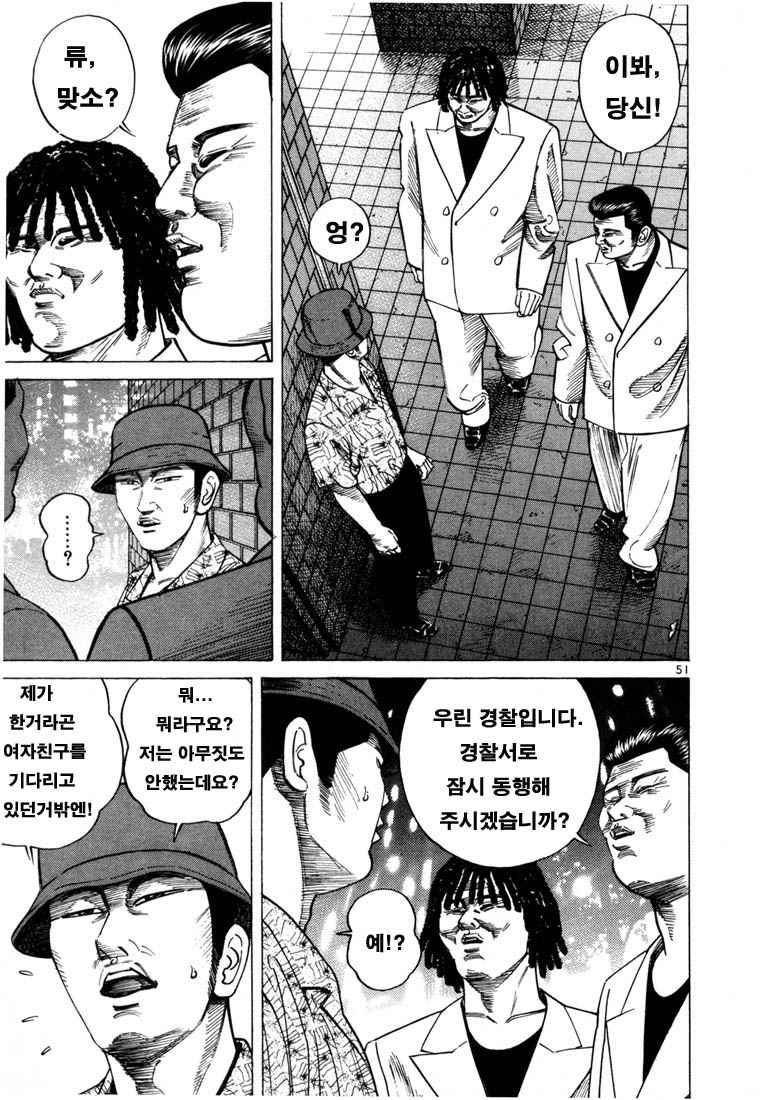 이봐,
당신!
엉?
류,
맞소?
……
?
51
우린 경찰입니다.
경찰서로
잠시 동행해
주시겠습니까?
예!?
뭐...
뭐라구요?
저는 아무짓도
안했는데요?
제가
한거라곤
여자친구를
기다리고
있던거밖엔!